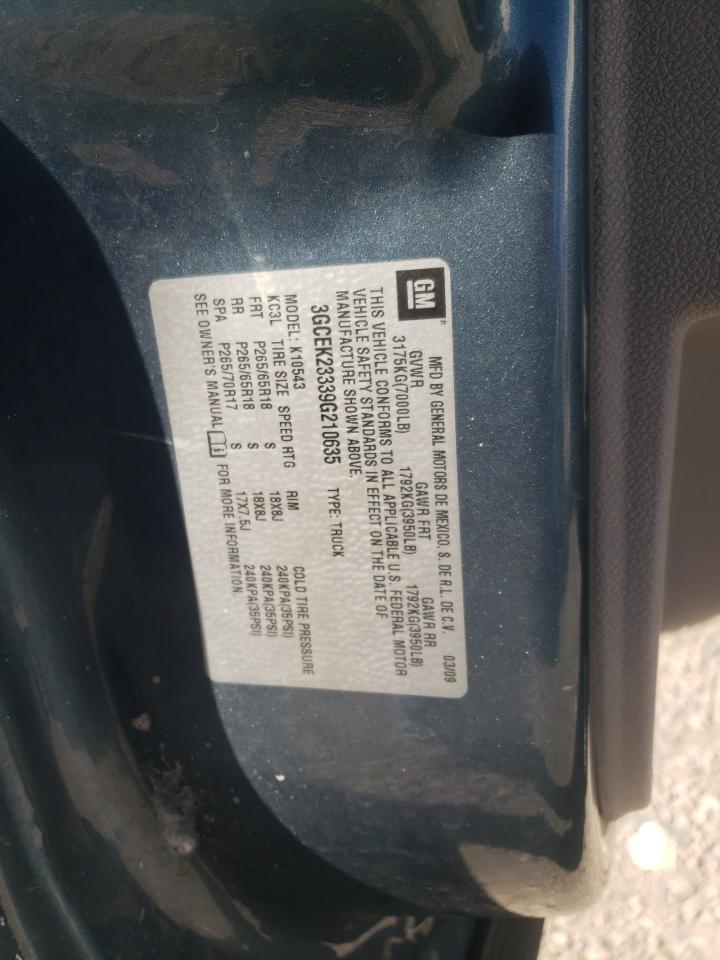 GM
MFD BY GENERAL MOTORS DE MEXICO, S. DE R.L. DE C.V. 03/09
GVWR GAWR FRT GAWR RR
3175KG(7000LB) 1792KG(3950LB) 1792KG(3950LB)
THIS VEHICLE CONFORMS TO ALL APPLICABLE U.S. FEDERAL MOTOR
VEHICLE SAFETY STANDARDS IN EFFECT ON THE DATE OF
MANUFACTURE SHOWN ABOVE.
3GCEK23339G210635 TYPE: TRUCK
MODEL: K10543
KC3L TIRE SIZE SPEED RTG RIM COLD TIRE PRESSURE
FRT P265/65R18 S 18X8J 240KPA(35PSI)
RR P265/65R18 S 18X8J 240KPA(35PSI)
SPA P265/70R17 S 17X7.5J 240KPA(35PSI)
SEE OWNER'S MANUAL FOR MORE INFORMATION.